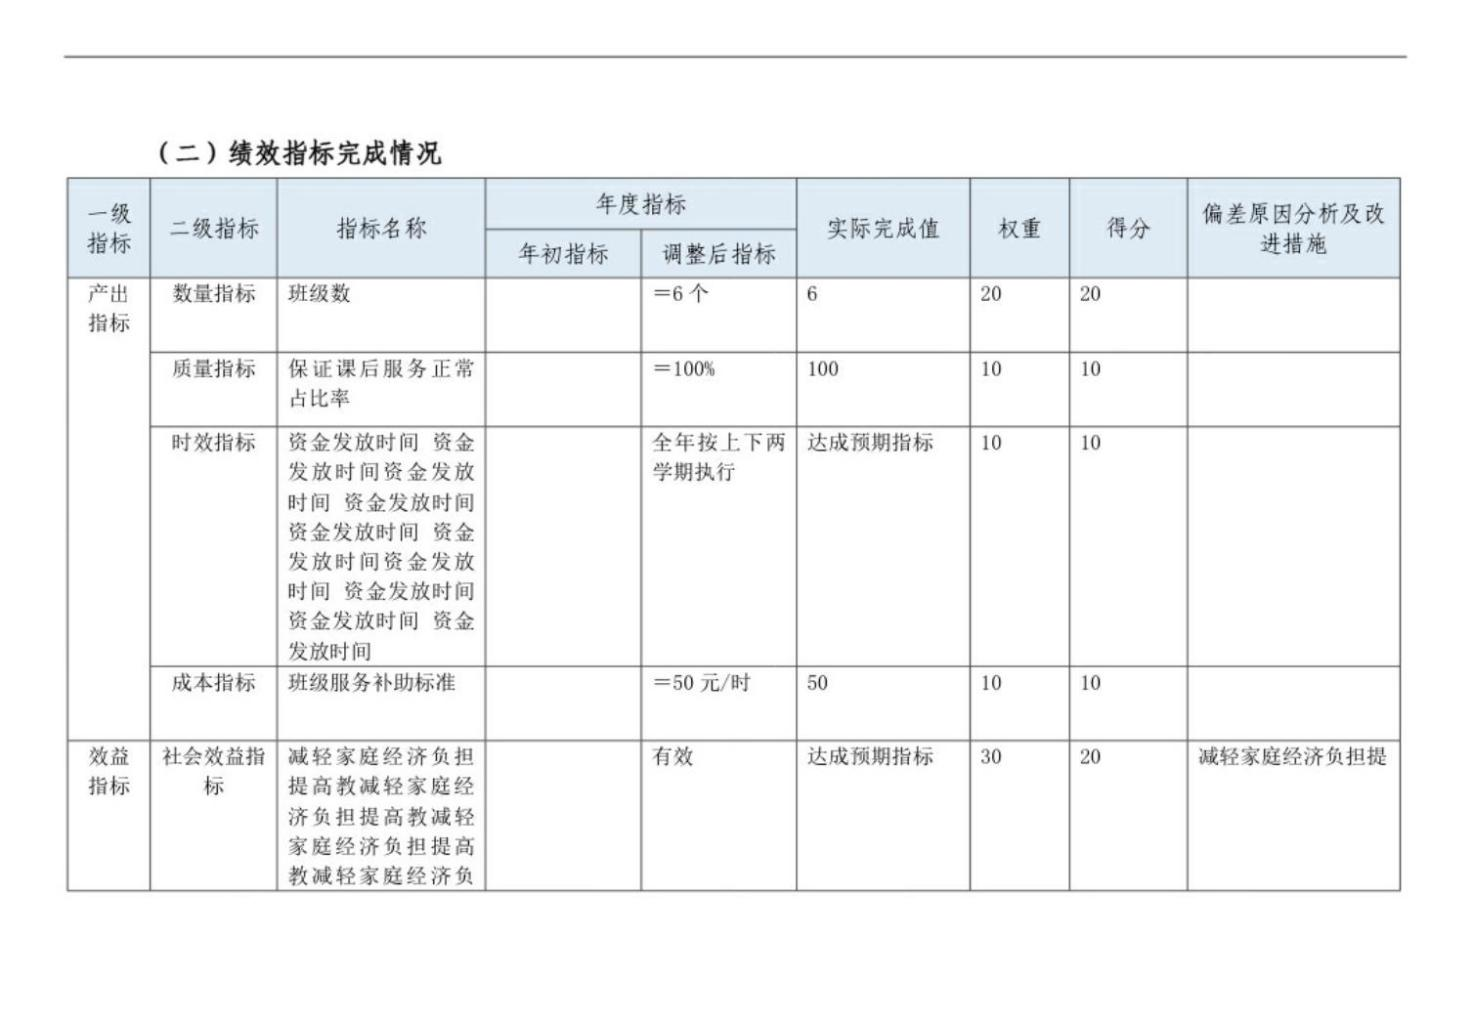 （二）绩效指标完成情况
一级
指标
二级指标
指标名称
年度指标
年初指标
调整后指标
实际完成值
权重
得分
偏差原因分析及改
进措施
产出
指标
数量指标
班级数
＝6 个
6
20
20
质量指标
保证课后服务正常
占比率
＝100%
100
10
10
时效指标
资金发放时间 资金
发放时间资金发放
时间 资金发放时间
资金发放时间 资金
发放时间资金发放
时间 资金发放时间
资金发放时间 资金
发放时间
全年按上下两
学期执行
达成预期指标
10
10
成本指标
班级服务补助标准
＝50 元/时
50
10
10
效益
指标
社会效益指
标
减轻家庭经济负担
提高教减轻家庭经
济负担提高教减轻
家庭经济负担提高
教减轻家庭经济负
有效
达成预期指标
30
20
减轻家庭经济负担提